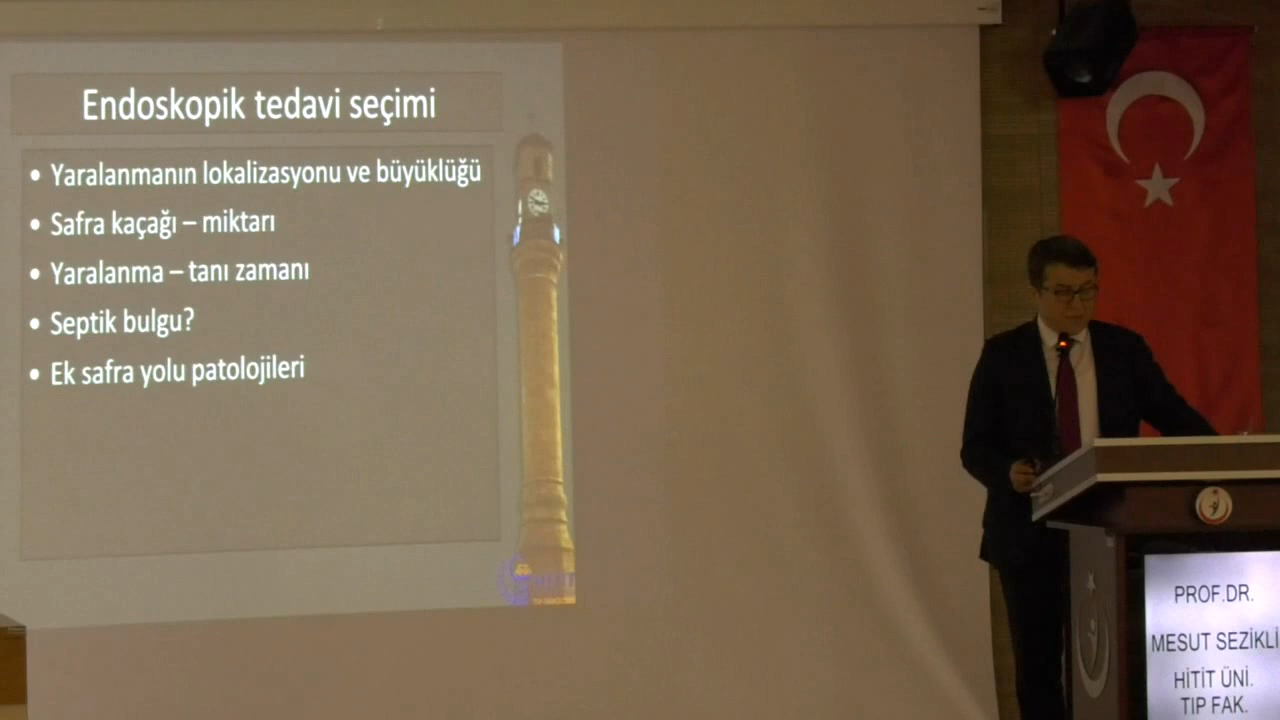 Endoskopik tedavi seçimi
• Yaralanmanın lokalizasyonu ve büyüklüğü
• Safra kaçağı – miktarı
• Yaralanma – tanı zamanı
• Septik bulgu?
• Ek safra yolu patolojileri
PROF.DR.
MESUT SEZİKLİ
HİTİT ÜNİ.
TIP FAK.